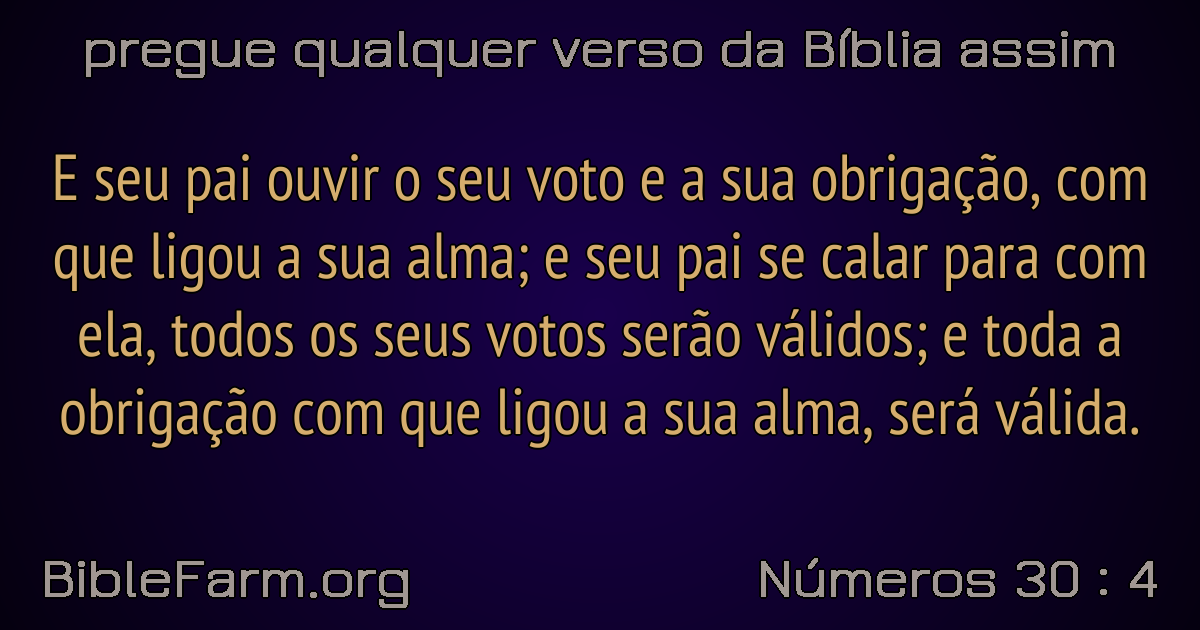 pregue qualquer verso da Bíblia assim
E seu pai ouvir o seu voto e a sua obrigação, com
que ligou a sua alma; e seu pai se calar para com
ela, todos os seus votos serão válidos; e toda a
obrigação com que ligou a sua alma, será válida.
BibleFarm.org
Números 30 : 4